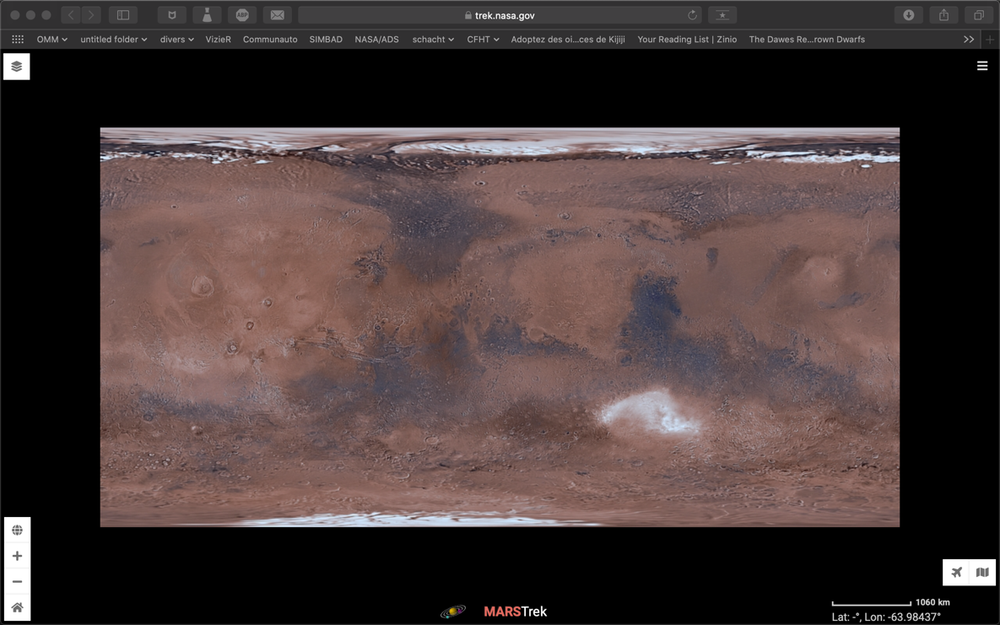 trek.nasa.gov
ABP
OMM untitled folder divers VizieR Communauto SIMBAD NASA/ADS schacht CFHT Adoptez des oi...ces de Kijiji Your Reading List | Zinio The Dawes Re...rown Dwarfs
1060 km
MARSTrek
Lat: -°, Lon: -63.98437°